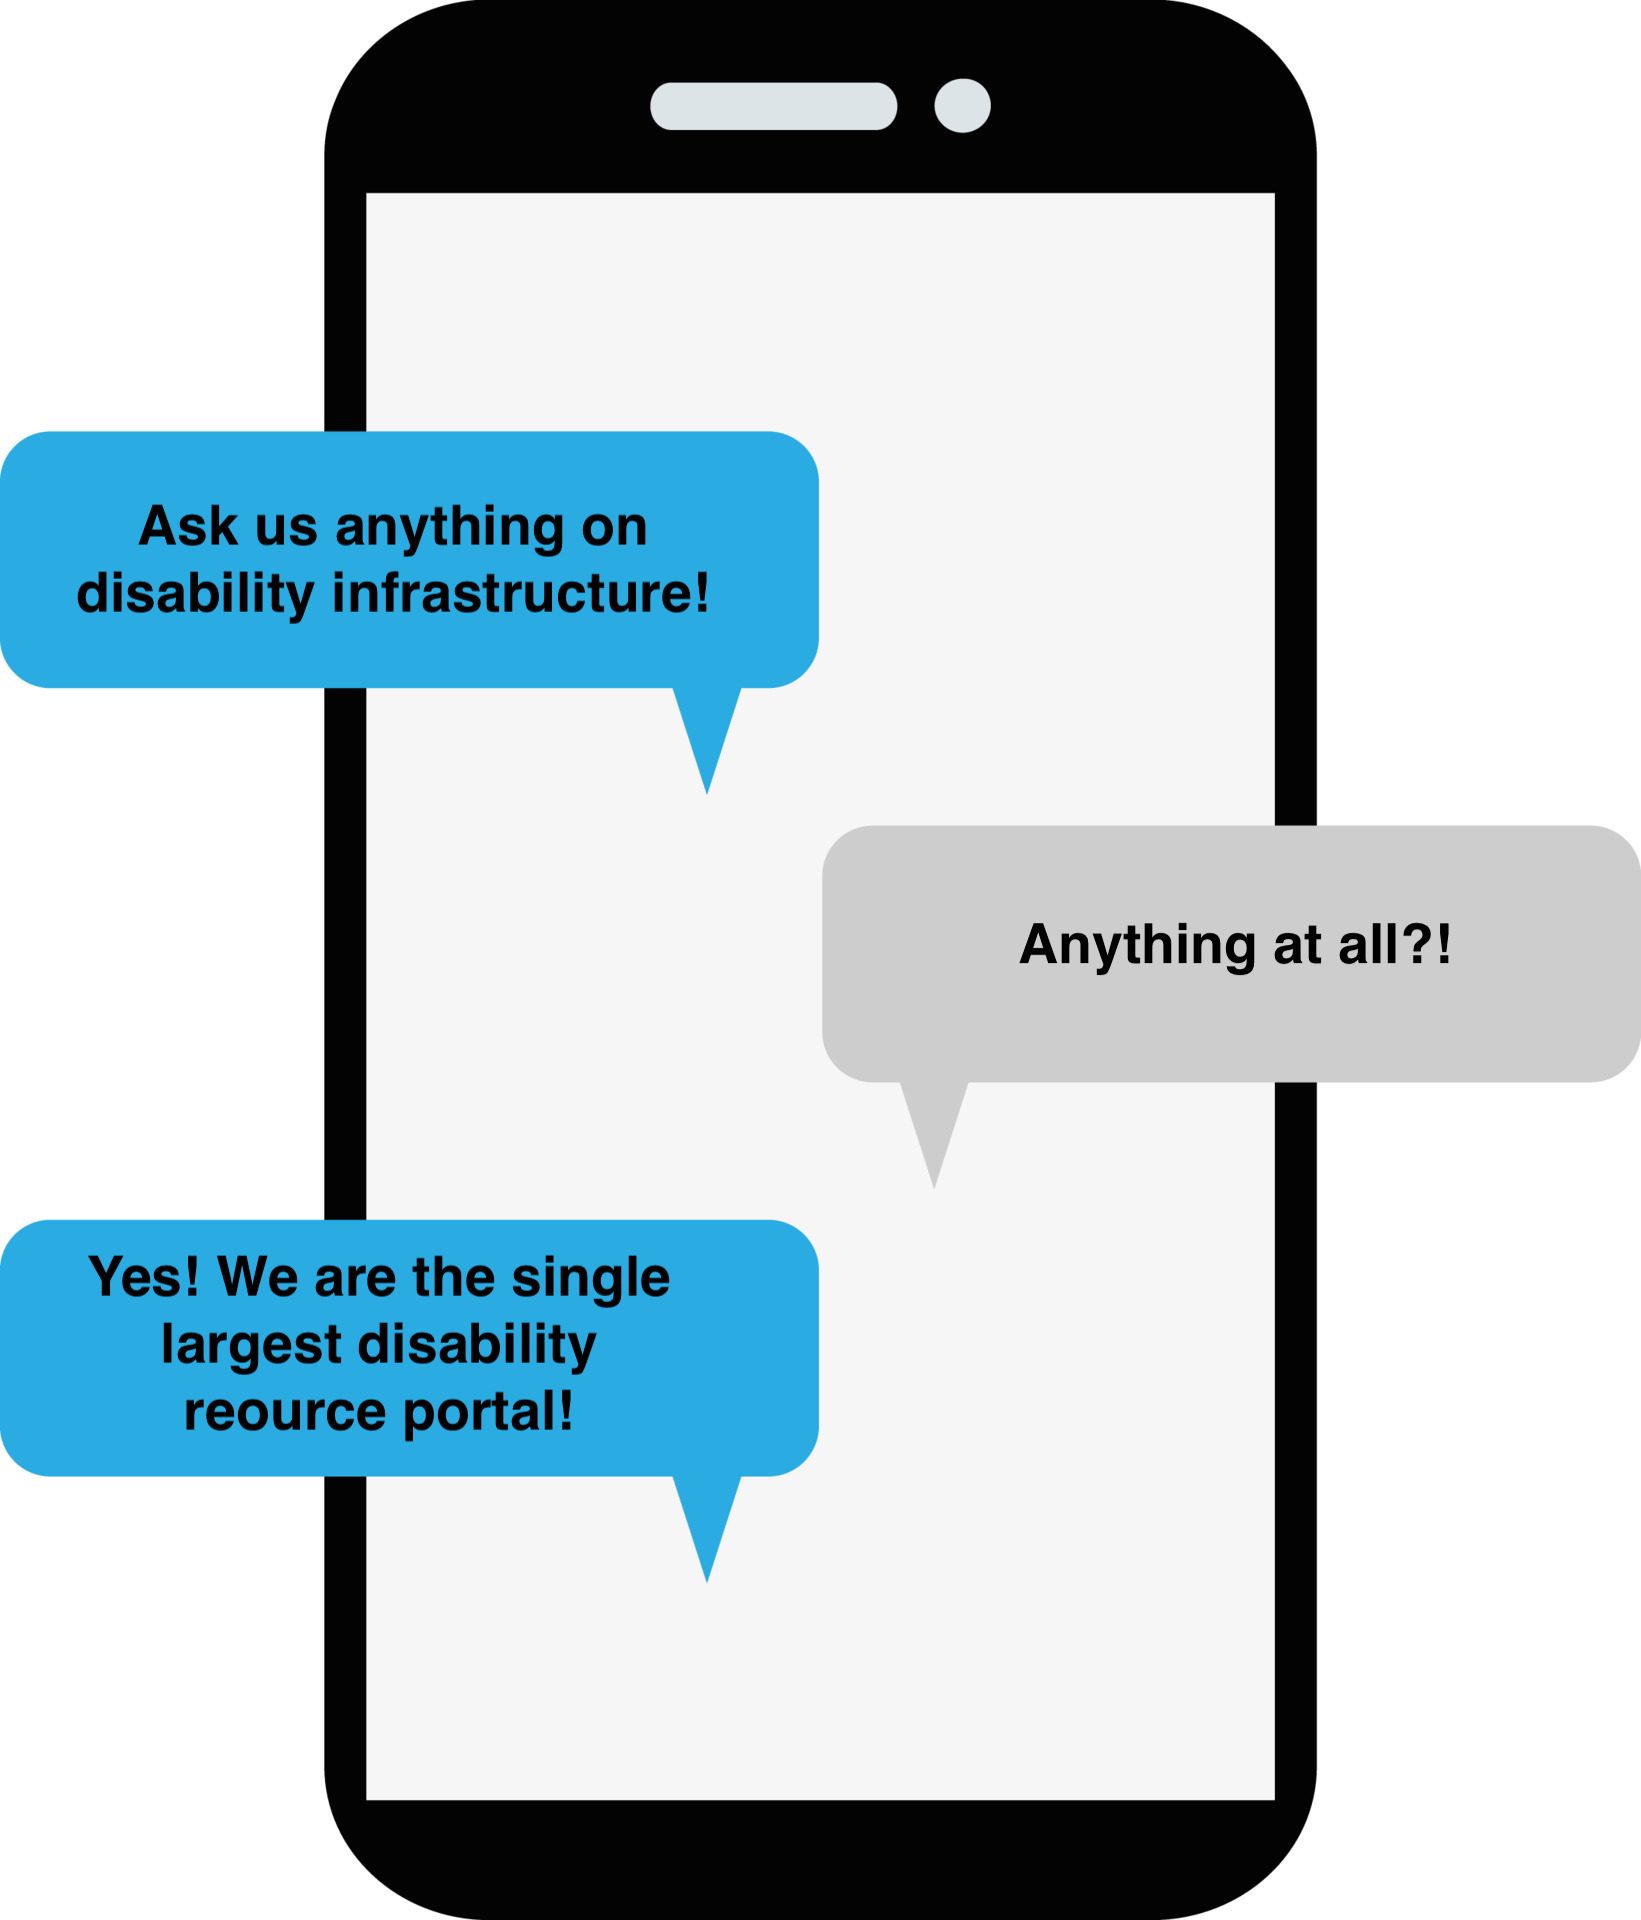 Ask us anything on
disability infrastructure!
Anything at all?!
Yes! We are the single
largest disability
reource portal!